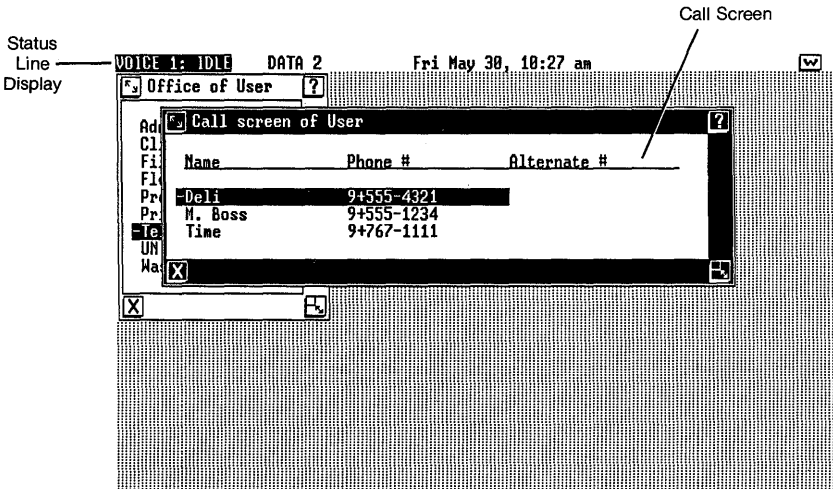 Call Screen
Status
Line
Display
VOICE 1: IDLE DATA 2 Fri May 30, 10:27 am W
Office of User ?
Call screen of User ?
Name Phone # Alternate #
-Deli 9+555-4321
M. Boss 9+555-1234
Time 9+767-1111
X
X